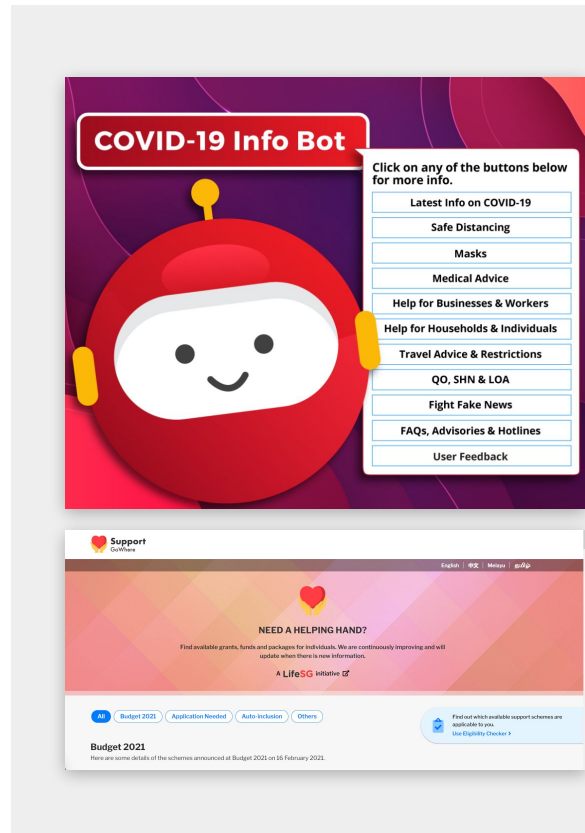 COVID-19 Info Bot
Click on any of the buttons below
for more info.
Latest Info on COVID-19
Safe Distancing
Masks
Medical Advice
Help for Businesses & Workers
Help for Households & Individuals
Travel Advice & Restrictions
QO, SHN & LOA
Fight Fake News
FAQs, Advisories & Hotlines
User Feedback
Support
GoWhere
English | 中文 | Melayu | தமிழ்
NEED A HELPING HAND?
Find available grants, funds and packages for individuals. We are continuously improving and will
update when there is new information.
A LifeSG initiative
All
Budget 2021
Application Needed
Auto-inclusion
Others
Find out which available support schemes are
applicable to you.
Use Eligibility Checker >
Budget 2021
Here are some details of the schemes announced at Budget 2021 on 16 February 2021.